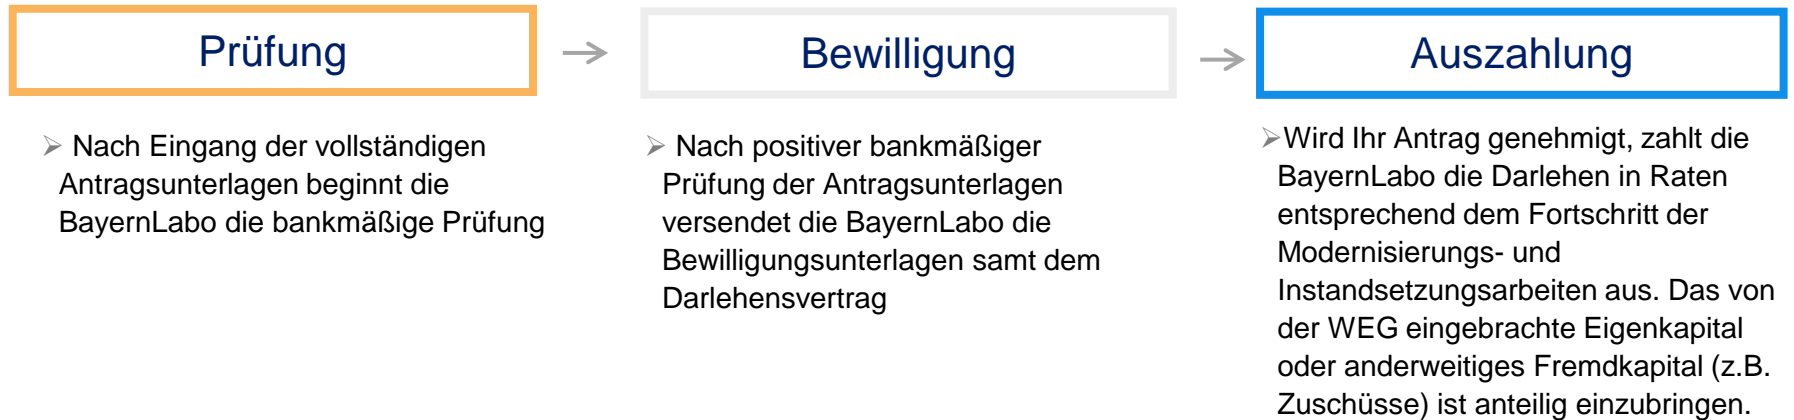 Prüfung
→
Bewilligung
→
Auszahlung
➢ Nach Eingang der vollständigen
Antragsunterlagen beginnt die
BayernLabo die bankmäßige Prüfung
➢ Nach positiver bankmäßiger
Prüfung der Antragsunterlagen
versendet die BayernLabo die
Bewilligungsunterlagen samt dem
Darlehensvertrag
➢Wird Ihr Antrag genehmigt, zahlt die
BayernLabo die Darlehen in Raten
entsprechend dem Fortschritt der
Modernisierungs- und
Instandsetzungsarbeiten aus. Das von
der WEG eingebrachte Eigenkapital
oder anderweitiges Fremdkapital (z.B.
Zuschüsse) ist anteilig einzubringen.